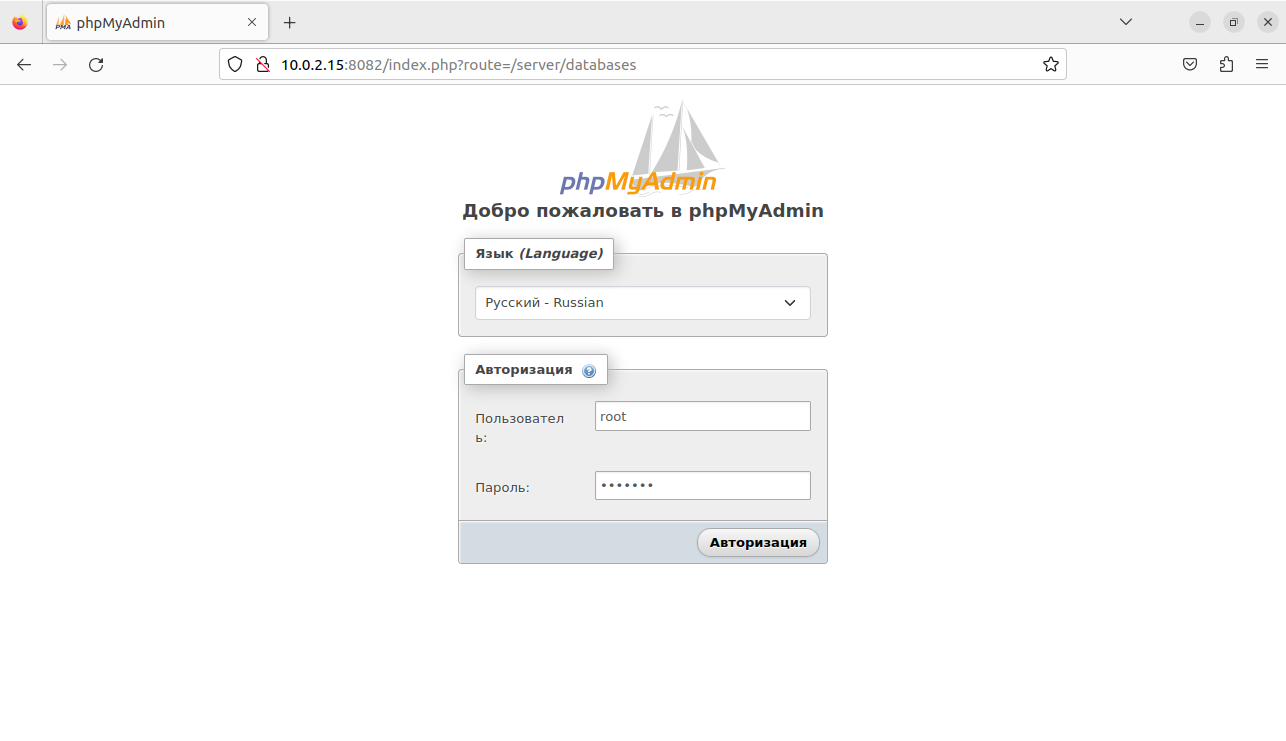 phpMyAdmin
10.0.2.15:8082/index.php?route=/server/databases
phpMyAdmin
Добро пожаловать в phpMyAdmin
Язык (Language)
Русский - Russian
Авторизация
Пользовател
ь:
root
Пароль:
•••••••
Авторизация